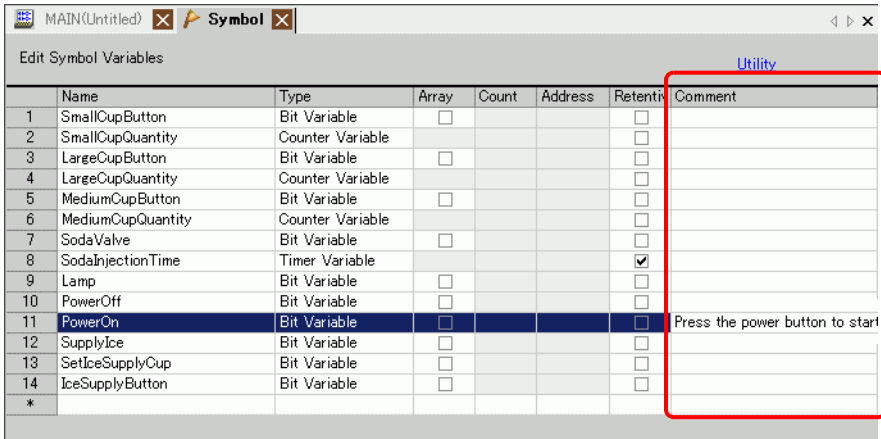 MAIN(Untitled) Symbol
Edit Symbol Variables
Utility
Name Type Array Count Address Retentiv Comment
1 SmallCupButton Bit Variable
2 SmallCupQuantity Counter Variable
3 LargeCupButton Bit Variable
4 LargeCupQuantity Counter Variable
5 MediumCupButton Bit Variable
6 MediumCupQuantity Counter Variable
7 SodaValve Bit Variable
8 SodaInjectionTime Timer Variable
9 Lamp Bit Variable
10 PowerOff Bit Variable
11 PowerOn Bit Variable Press the power button to start
12 SupplyIce Bit Variable
13 SetIceSupplyCup Bit Variable
14 IceSupplyButton Bit Variable
*